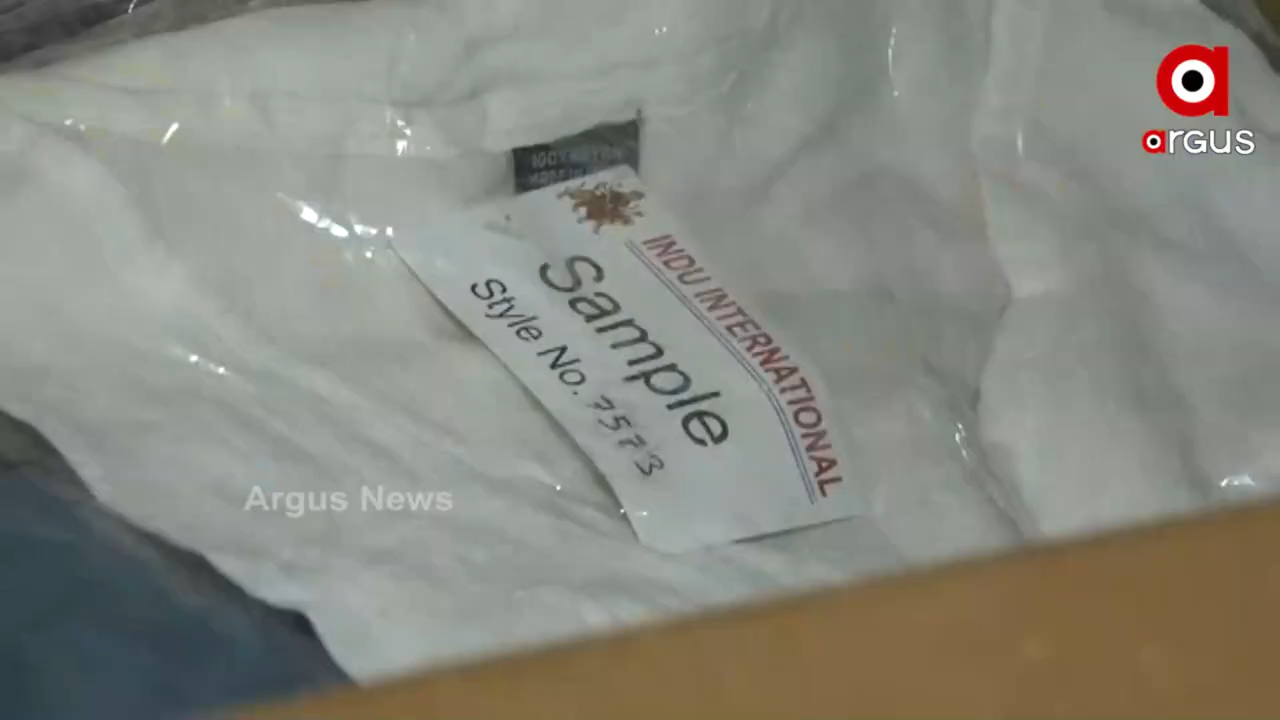 argus
INDU INTERNATIONAL
Sample
Style No. 7573
Argus News